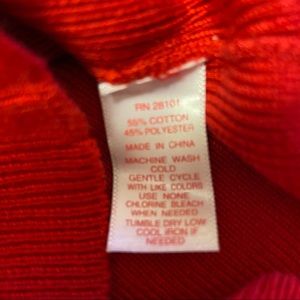 RN 28101
55% COTTON
45% POLYESTER
MADE IN CHINA
MACHINE WASH
COLD
GENTLE CYCLE
WITH LIKE COLORS
USE NONE
CHLORINE BLEACH
WHEN NEEDED
TUMBLE DRY LOW
COOL IRON IF
NEEDED